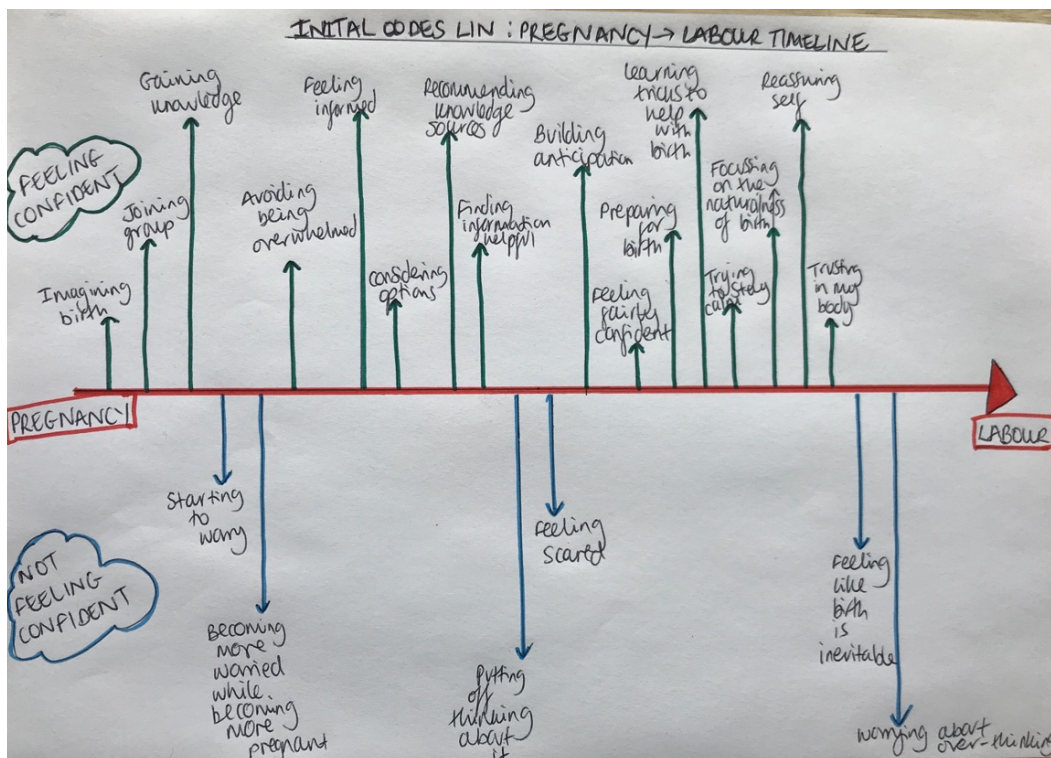 INITAL CODES LIN : PREGNANCY → LABOUR TIMELINE
FEELING
CONFIDENT
Imagining
birth
Joining
group
Gaining
knowledge
Avoiding
being
overwhelmed
Feeling
informed
Considering
options
Recommending
knowledge
sources
Finding
information
helpful
Building
anticipation
Feeling
fairly
confident
Preparing
for
birth
Learning
tricks to
help
with
birth
Trying
to stay
calm
Focussing
on the
naturalness
of birth
Reassuring
self
Trusting
in my
body
PREGNANCY
LABOUR
NOT
FEELING
CONFIDENT
Starting
to
worry
Becoming
more
worried
while
becoming
more
pregnant
Putting
off
thinking
about
it
Feeling
scared
Feeling
like
birth
is
inevitable
worrying about
over-thinking